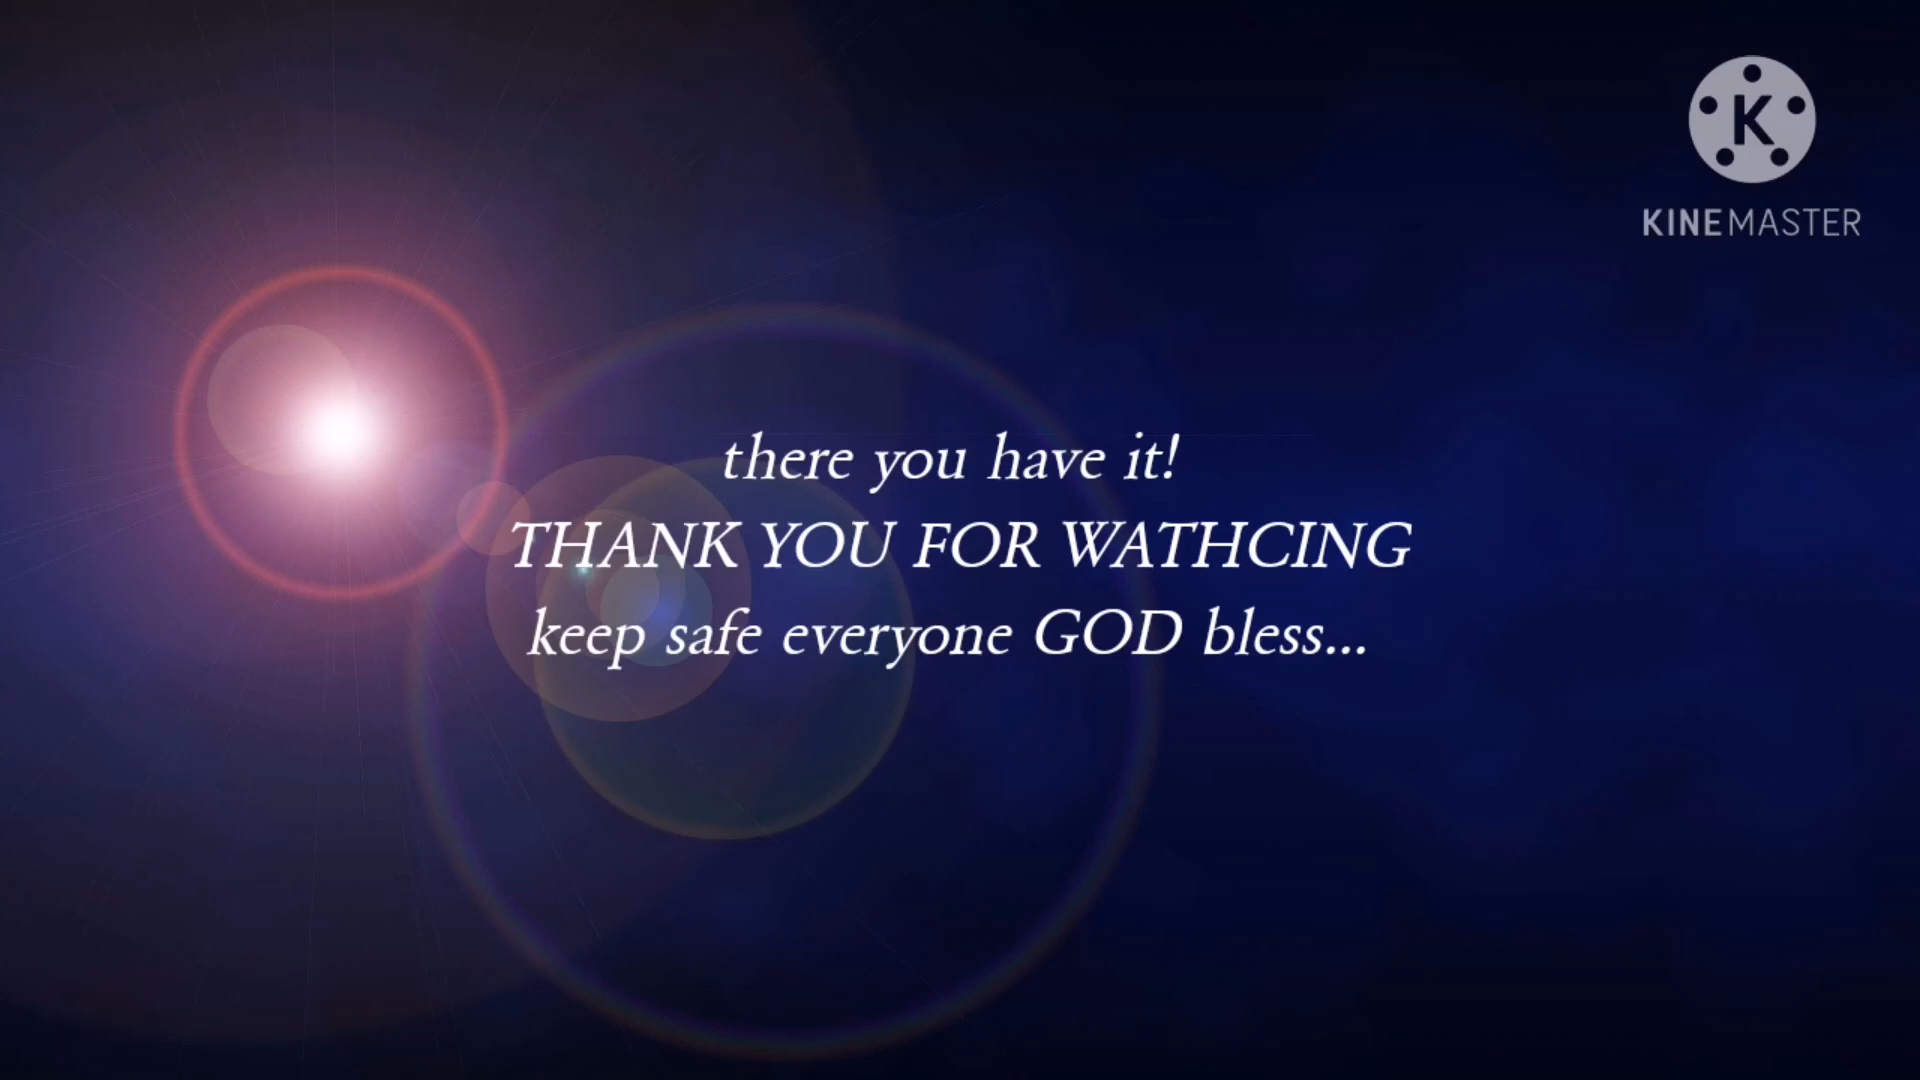 K
KINEMASTER
there you have it!
THANK YOU FOR WATHCING
keep safe everyone GOD bless...